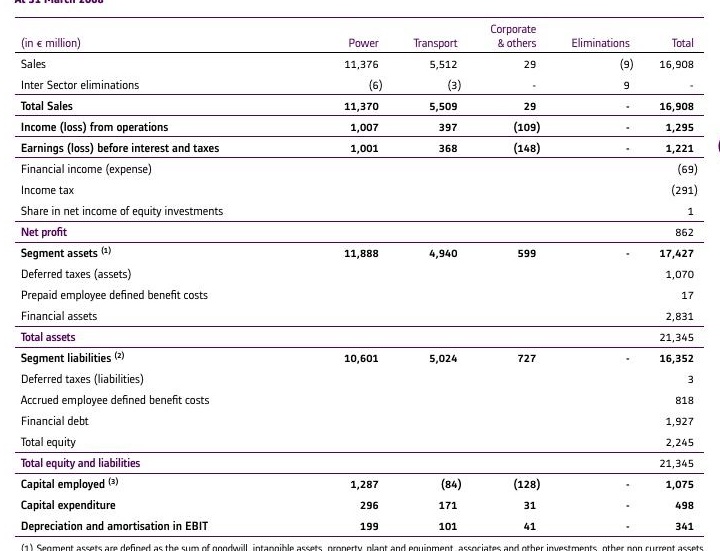 At 31 March 2008
Corporate
(in € million) Power Transport & others Eliminations Total
Sales 11,376 5,512 29 (9) 16,908
Inter Sector eliminations (6) (3) - 9 -
Total Sales 11,370 5,509 29 - 16,908
Income (loss) from operations 1,007 397 (109) - 1,295
Earnings (loss) before interest and taxes 1,001 368 (148) - 1,221
Financial income (expense) (69)
Income tax (291)
Share in net income of equity investments 1
Net profit 862
Segment assets (1) 11,888 4,940 599 - 17,427
Deferred taxes (assets) 1,070
Prepaid employee defined benefit costs 17
Financial assets 2,831
Total assets 21,345
Segment liabilities (2) 10,601 5,024 727 - 16,352
Deferred taxes (liabilities) 3
Accrued employee defined benefit costs 818
Financial debt 1,927
Total equity 2,245
Total equity and liabilities 21,345
Capital employed (3) 1,287 (84) (128) - 1,075
Capital expenditure 296 171 31 - 498
Depreciation and amortisation in EBIT 199 101 41 - 341
(1) Segment assets are defined as the sum of goodwill, intangible assets, property, plant and equipment, associates and other investments, other non current assets